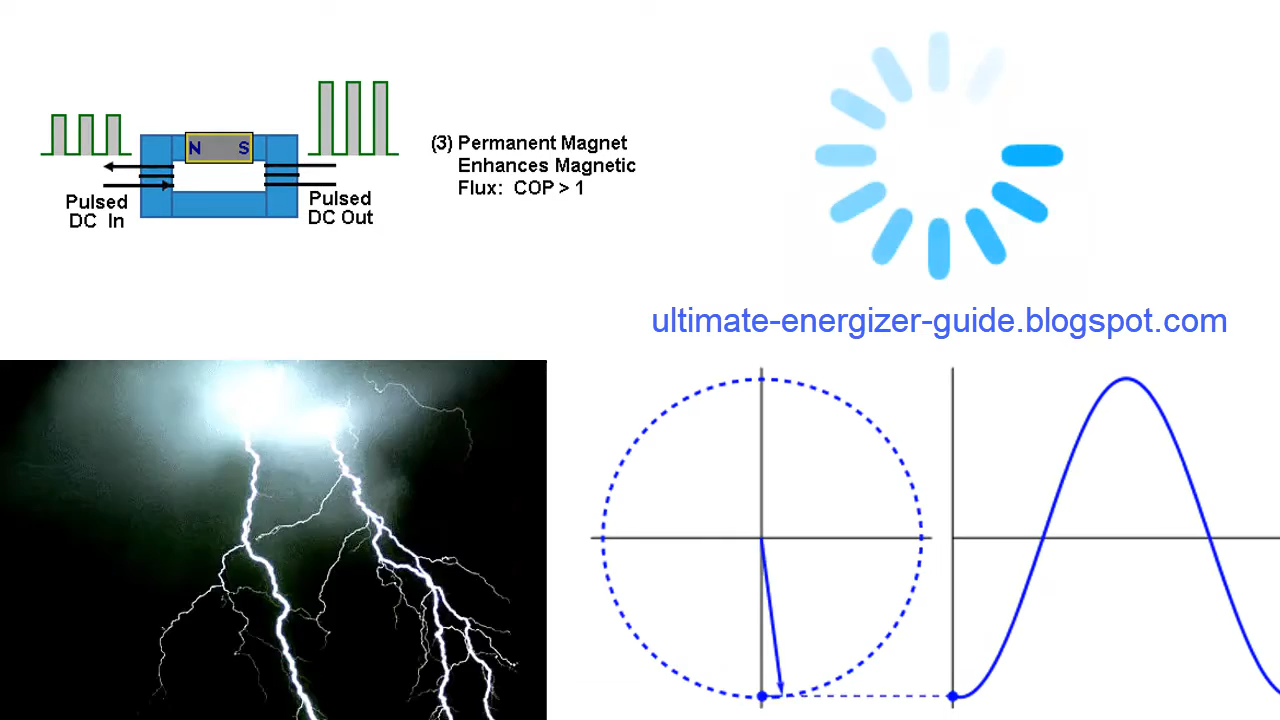 (3) Permanent Magnet
Enhances Magnetic
Flux: COP > 1
N S
Pulsed
DC In
Pulsed
DC Out
ultimate-energizer-guide.blogspot.com